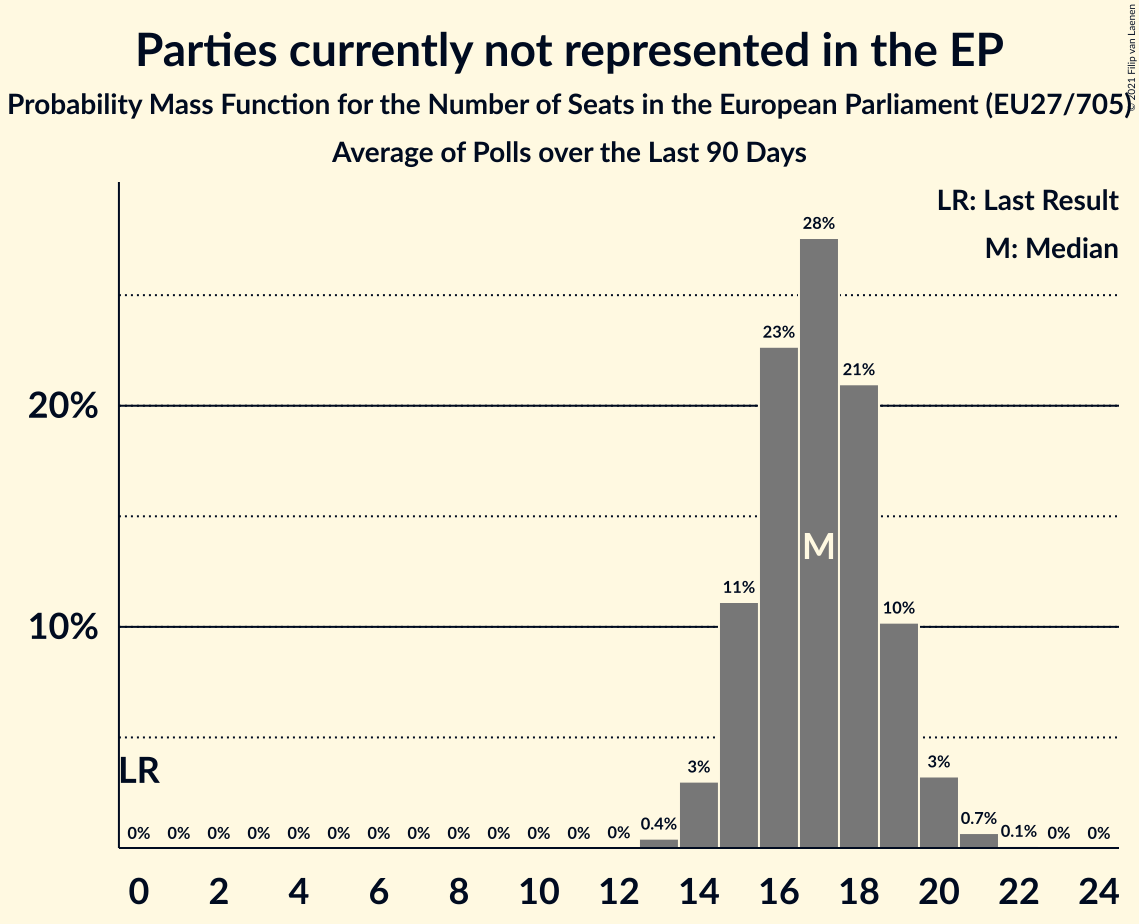 Parties currently not represented in the EP
Probability Mass Function for the Number of Seats in the European Parliament (EU27/705)
Average of Polls over the Last 90 Days
© 2021 Filip van Laenen
LR: Last Result
M: Median
28%
23%
21%
20%
M
11%
10%
10%
LR
3%
3%
0% 0% 0% 0% 0% 0% 0% 0% 0% 0% 0% 0% 0% 0.4% 0.7% 0.1% 0% 0%
0 2 4 6 8 10 12 14 16 18 20 22 24